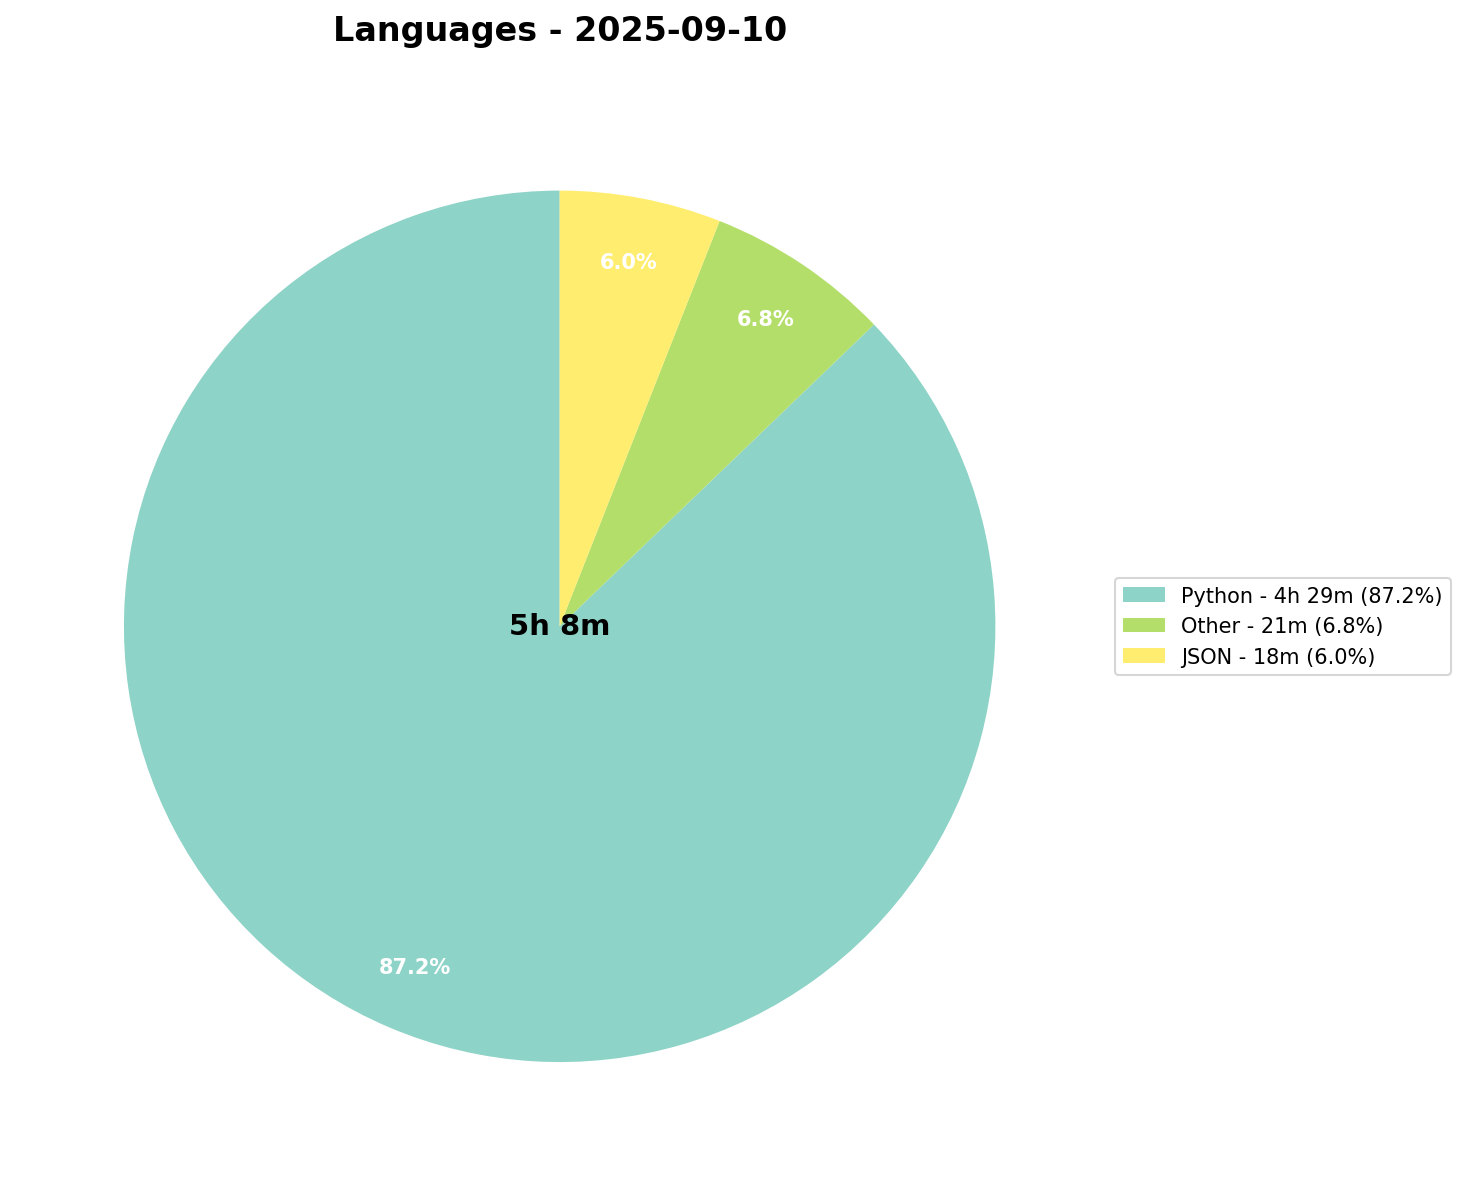 Languages - 2025-09-10
6.0%
6.8%
5h 8m
87.2%
Python - 4h 29m (87.2%)
Other - 21m (6.8%)
JSON - 18m (6.0%)